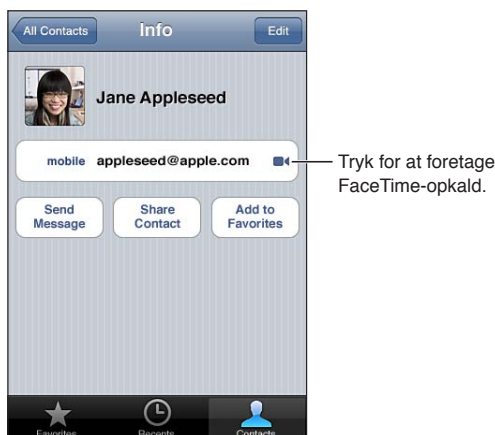 All Contacts Info Edit
Jane Appleseed
mobile appleseed@apple.com
Tryk for at foretage
FaceTime-opkald.
Send
Message
Share
Contact
Add to
Favorites
Favorites Recents Contacts